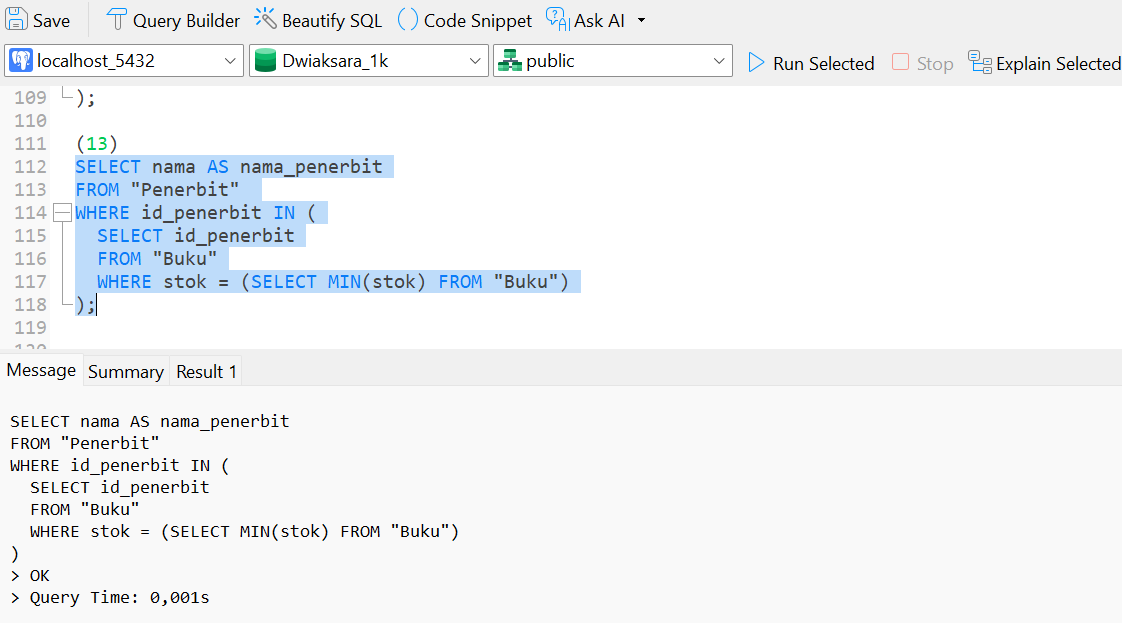 Save Query Builder Beautify SQL Code Snippet Ask AI
localhost_5432 Dwiaksara_1k public Run Selected Stop Explain Selected
109 );
110
111 (13)
112 SELECT nama AS nama_penerbit
113 FROM "Penerbit"
114 WHERE id_penerbit IN (
115 SELECT id_penerbit
116 FROM "Buku"
117 WHERE stok = (SELECT MIN(stok) FROM "Buku")
118 );
119
Message Summary Result 1
SELECT nama AS nama_penerbit
FROM "Penerbit"
WHERE id_penerbit IN (
SELECT id_penerbit
FROM "Buku"
WHERE stok = (SELECT MIN(stok) FROM "Buku")
)
> OK
> Query Time: 0,001s